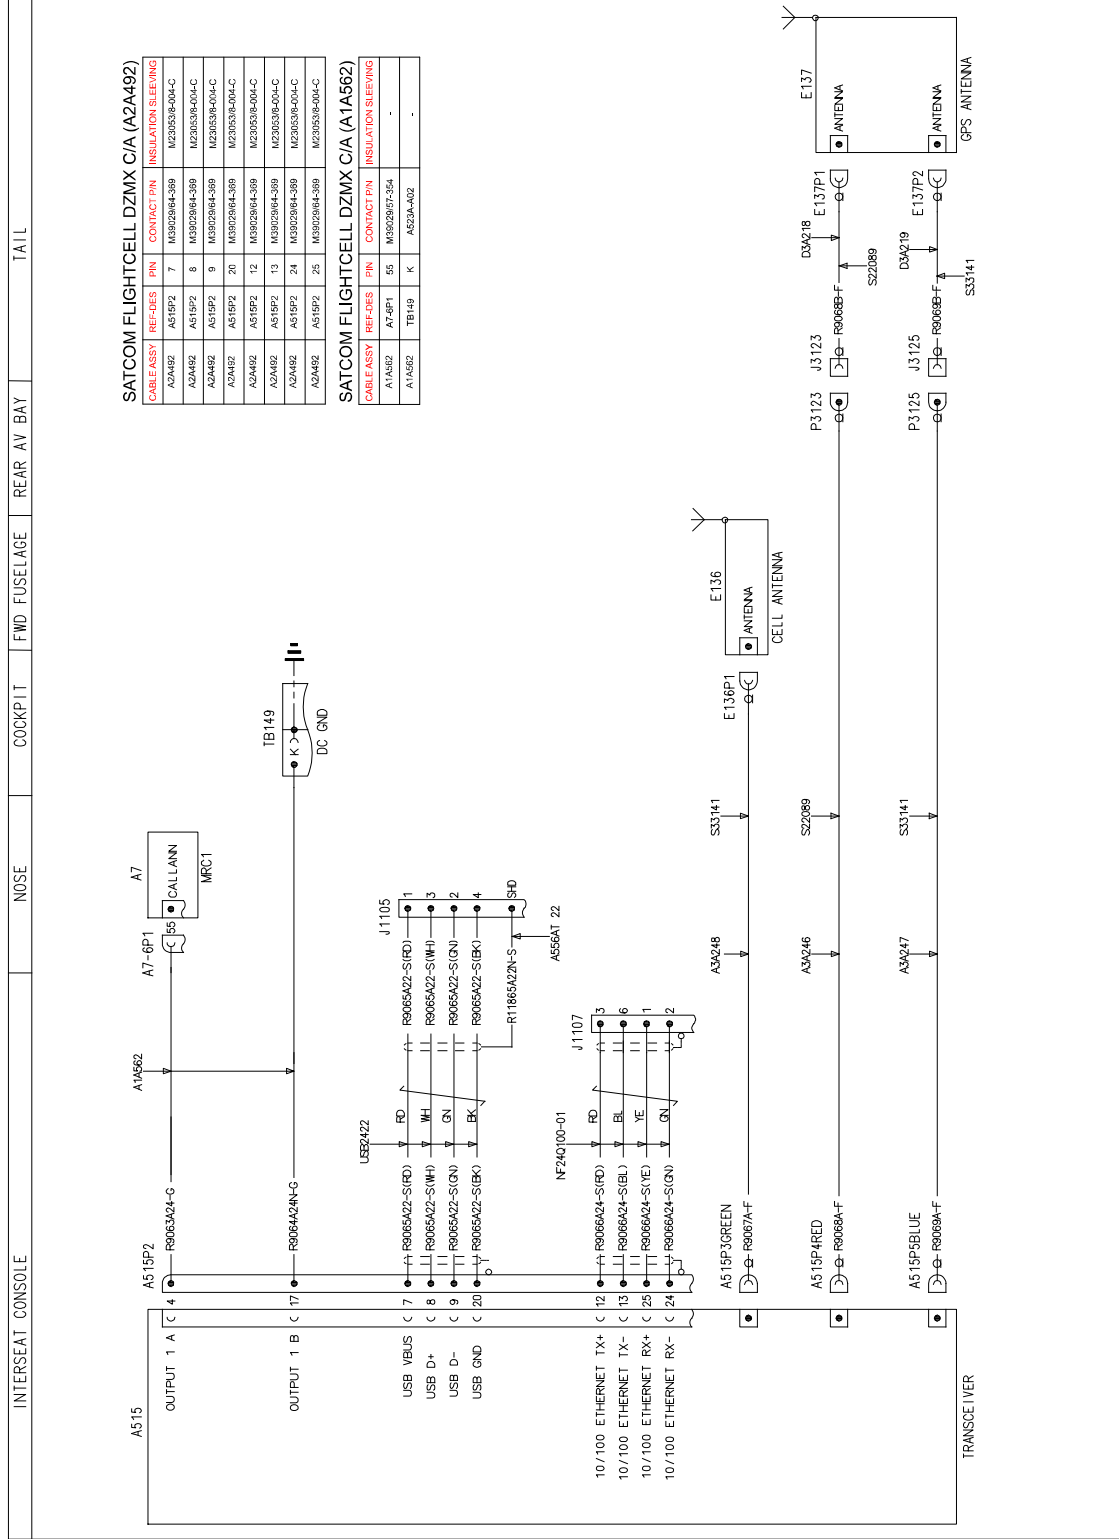 INTERSEAT CONSOLE
NOSE
COCKPIT
FWD FUSELAGE
REAR AV BAY
TAIL
SATCOM FLIGHTCELL DZMX C/A (A2A492)
CABLE ASSY REF-DES PIN CONTACT P/N INSULATION SLEEVING
A2A492 A515P2 7 M39029/64-369 M23053/8-004-C
A2A492 A515P2 8 M39029/64-369 M23053/8-004-C
A2A492 A515P2 9 M39029/64-369 M23053/8-004-C
A2A492 A515P2 20 M39029/64-369 M23053/8-004-C
A2A492 A515P2 12 M39029/64-369 M23053/8-004-C
A2A492 A515P2 13 M39029/64-369 M23053/8-004-C
A2A492 A515P2 24 M39029/64-369 M23053/8-004-C
A2A492 A515P2 25 M39029/64-369 M23053/8-004-C
SATCOM FLIGHTCELL DZMX C/A (A1A562)
CABLE ASSY REF-DES PIN CONTACT P/N INSULATION SLEEVING
A1A562 A7-6P1 55 M39029/57-354 -
A1A562 TB149 K A523A-A02 -
A515
A515P2
A1A562
A7-6P1
A7
OUTPUT 1 A 4 R9063A24-G 55 CALL ANN
MRC1
TB149
OUTPUT 1 B 17 R9064A24N-G K
DC GND
USB2422
J1105
USB VBUS 7 R9065A22-S(RD) RD R9065A22-S(RD) 1
USB D+ 8 R9065A22-S(WH) WH R9065A22-S(WH) 3
USB D- 9 R9065A22-S(GN) GN R9065A22-S(GN) 2
USB GND 20 R9065A22-S(BK) BK R9065A22-S(BK) 4
R11865A22N-S SHD
A556AT 22
NF24Q100-01
J1107
10/100 ETHERNET TX+ 12 R9066A24-S(RD) RD 3
10/100 ETHERNET TX- 13 R9066A24-S(BL) BL 6
10/100 ETHERNET RX+ 25 R9066A24-S(YE) YE 1
10/100 ETHERNET RX- 24 R9066A24-S(GN) GN 2
A515P3GREEN
R9067A-F
A3A248
S33141
E136P1
E136
ANTENNA
CELL ANTENNA
A515P4RED
R9068A-F
A3A246
S22089
P3123
J3123
R9068B-F
D3A218
S22089
E137P1
E137
ANTENNA
A515P5BLUE
R9069A-F
A3A247
S33141
P3125
J3125
R9069B-F
D3A219
S33141
E137P2
ANTENNA
GPS ANTENNA
TRANSCEIVER